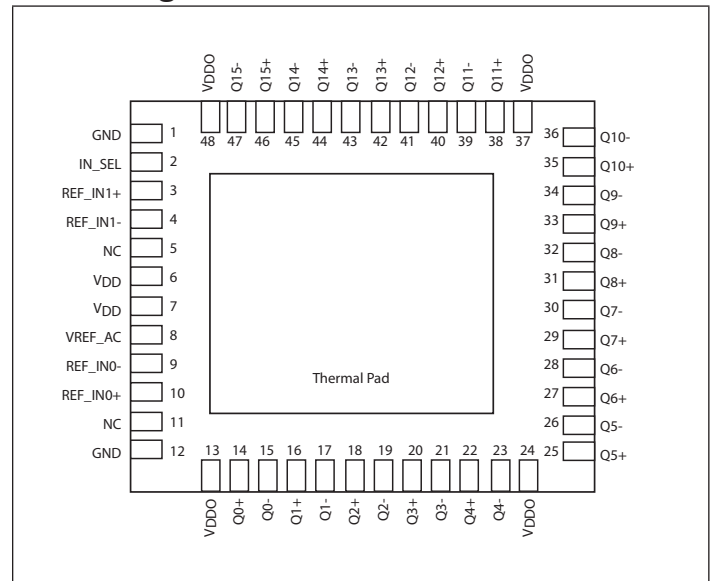 VDDO Q15- Q15+ Q14- Q14+ Q13- Q13+ Q12- Q12+ Q11- Q11+ VDDO
48 47 46 45 44 43 42 41 40 39 38 37
GND 1
IN_SEL 2
REF_IN1+ 3
REF_IN1- 4
NC 5
VDD 6
VDD 7
VREF_AC 8
REF_IN0- 9
REF_IN0+ 10
NC 11
GND 12
Thermal Pad
36 Q10-
35 Q10+
34 Q9-
33 Q9+
32 Q8-
31 Q8+
30 Q7-
29 Q7+
28 Q6-
27 Q6+
26 Q5-
25 Q5+
13 14 15 16 17 18 19 20 21 22 23 24
VDDO Q0+ Q0- Q1+ Q1- Q2+ Q2- Q3+ Q3- Q4+ Q4- VDDO